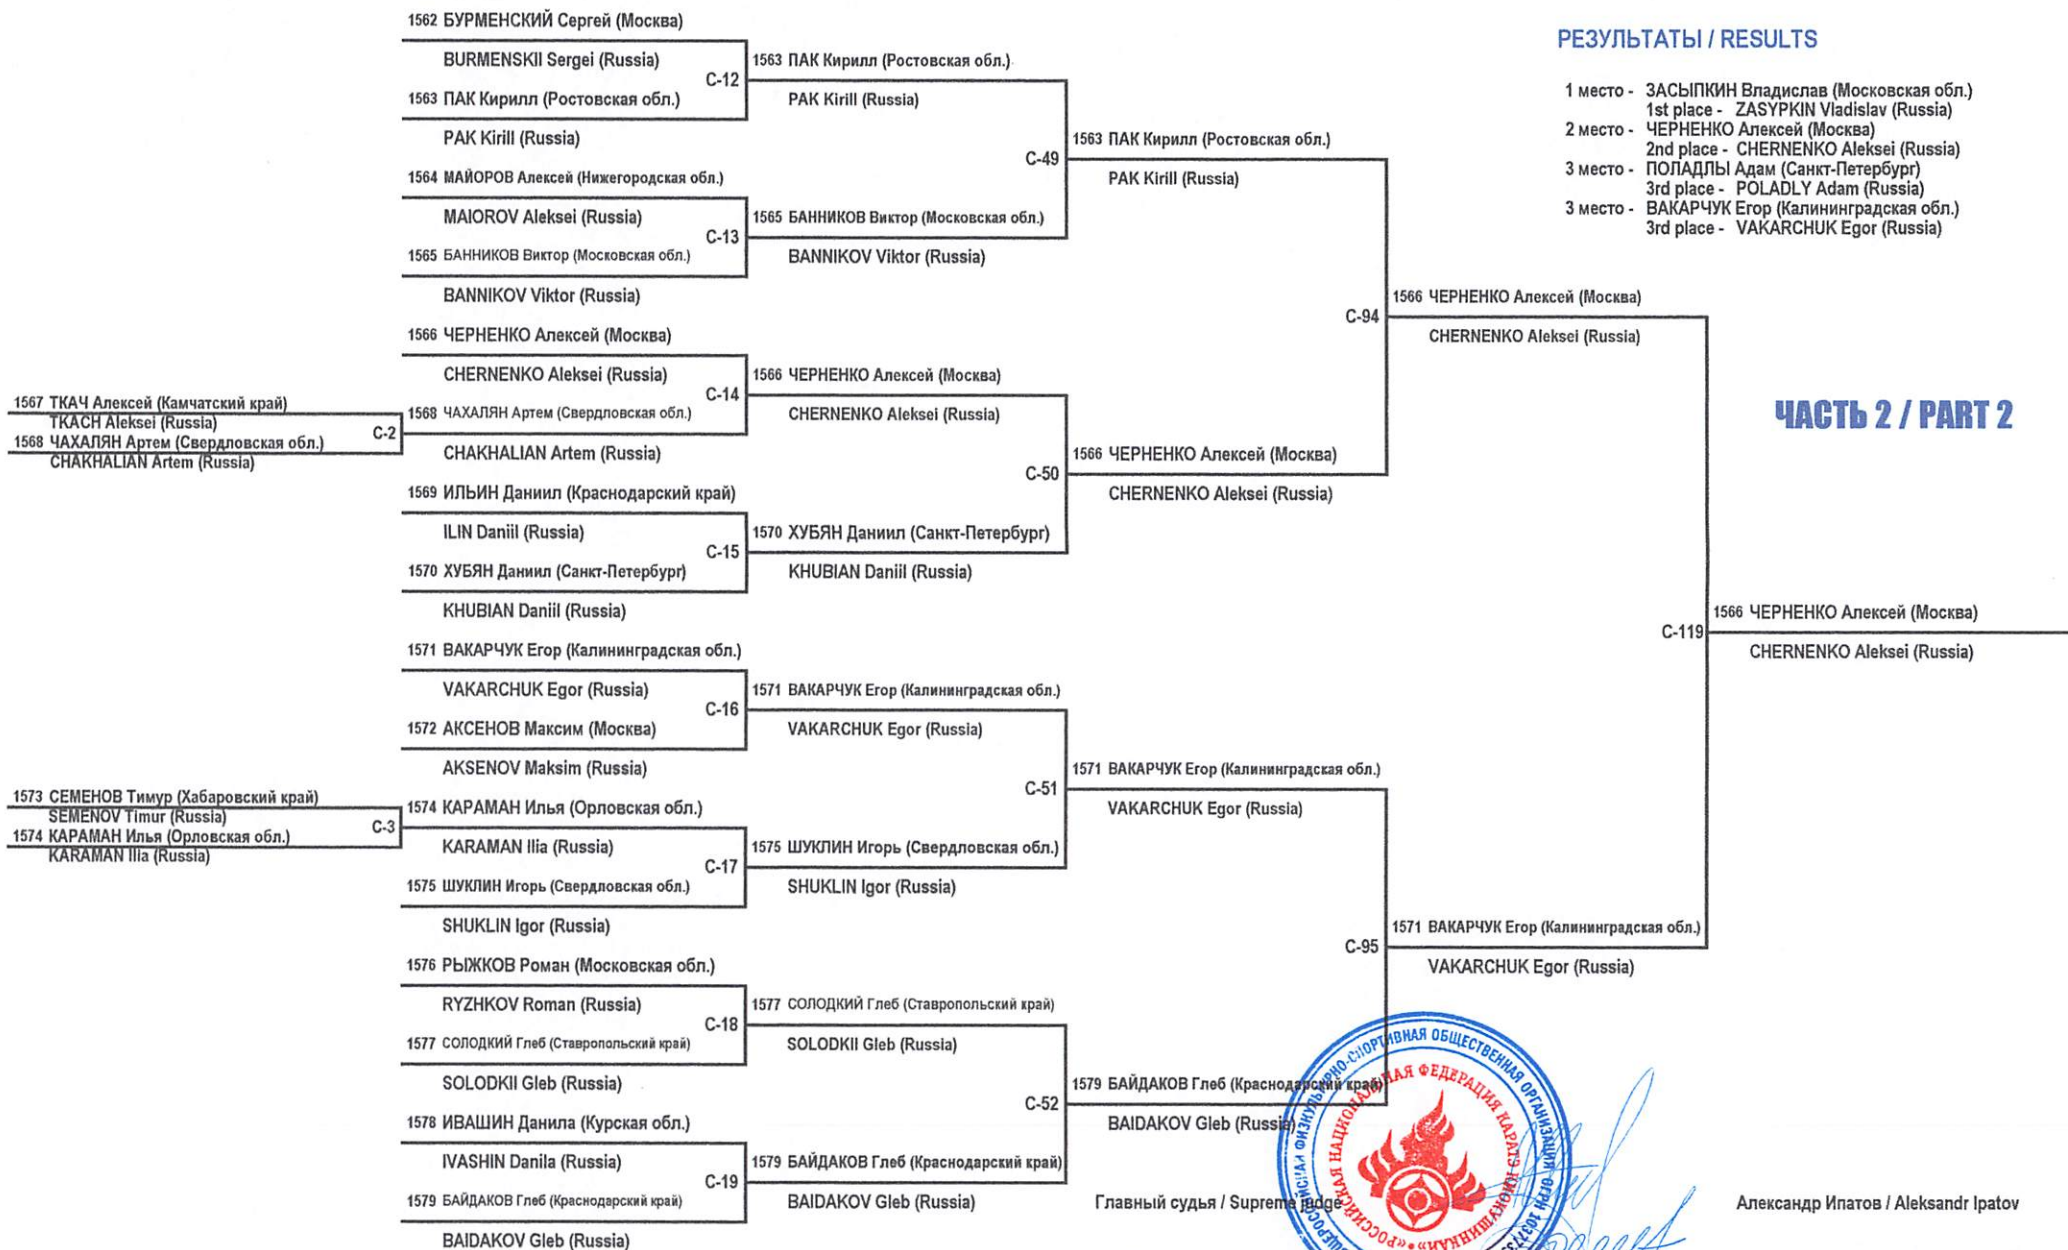 1562 БУРМЕНСКИЙ Сергей (Москва)
BURMENSKII Sergei (Russia)
C-12
1563 ПАК Кирилл (Ростовская обл.)
PAK Kirill (Russia)
1564 МАЙОРОВ Алексей (Нижегородская обл.)
MAIOROV Aleksei (Russia)
C-13
1565 БАННИКОВ Виктор (Московская обл.)
BANNIKOV Viktor (Russia)
1566 ЧЕРНЕНКО Алексей (Москва)
CHERNENKO Aleksei (Russia)
C-14
1567 ТКАЧ Алексей (Камчатский край)
TKACH Aleksei (Russia)
C-2
1568 ЧАХАЛЯН Артем (Свердловская обл.)
CHAKHALIAN Artem (Russia)
1568 ЧАХАЛЯН Артем (Свердловская обл.)
CHAKHALIAN Artem (Russia)
1569 ИЛЬИН Даниил (Краснодарский край)
ILIN Daniil (Russia)
C-15
1570 ХУБЯН Даниил (Санкт-Петербург)
KHUBIAN Daniil (Russia)
1571 ВАКАРЧУК Егор (Калининградская обл.)
VAKARCHUK Egor (Russia)
C-16
1572 АКСЕНОВ Максим (Москва)
AKSENOV Maksim (Russia)
1573 СЕМЕНОВ Тимур (Хабаровский край)
SEMENOV Timur (Russia)
C-3
1574 КАРАМАН Илья (Орловская обл.)
KARAMAN Ilia (Russia)
1574 КАРАМАН Илья (Орловская обл.)
KARAMAN Ilia (Russia)
C-17
1575 ШУКЛИН Игорь (Свердловская обл.)
SHUKLIN Igor (Russia)
1576 РЫЖКОВ Роман (Московская обл.)
RYZHKOV Roman (Russia)
C-18
1577 СОЛОДКИЙ Глеб (Ставропольский край)
SOLODKII Gleb (Russia)
1578 ИВАШИН Данила (Курская обл.)
IVASHIN Danila (Russia)
C-19
1579 БАЙДАКОВ Глеб (Краснодарский край)
BAIDAKOV Gleb (Russia)
1563 ПАК Кирилл (Ростовская обл.)
PAK Kirill (Russia)
C-49
1565 БАННИКОВ Виктор (Московская обл.)
BANNIKOV Viktor (Russia)
1566 ЧЕРНЕНКО Алексей (Москва)
CHERNENKO Aleksei (Russia)
C-50
1570 ХУБЯН Даниил (Санкт-Петербург)
KHUBIAN Daniil (Russia)
1571 ВАКАРЧУК Егор (Калининградская обл.)
VAKARCHUK Egor (Russia)
C-51
1575 ШУКЛИН Игорь (Свердловская обл.)
SHUKLIN Igor (Russia)
1577 СОЛОДКИЙ Глеб (Ставропольский край)
SOLODKII Gleb (Russia)
C-52
1579 БАЙДАКОВ Глеб (Краснодарский край)
BAIDAKOV Gleb (Russia)
1563 ПАК Кирилл (Ростовская обл.)
PAK Kirill (Russia)
C-94
1566 ЧЕРНЕНКО Алексей (Москва)
CHERNENKO Aleksei (Russia)
1571 ВАКАРЧУК Егор (Калининградская обл.)
VAKARCHUK Egor (Russia)
C-95
1579 БАЙДАКОВ Глеб (Краснодарский край)
BAIDAKOV Gleb (Russia)
1566 ЧЕРНЕНКО Алексей (Москва)
CHERNENKO Aleksei (Russia)
C-119
1571 ВАКАРЧУК Егор (Калининградская обл.)
VAKARCHUK Egor (Russia)
1566 ЧЕРНЕНКО Алексей (Москва)
CHERNENKO Aleksei (Russia)
РЕЗУЛЬТАТЫ / RESULTS
1 место - ЗАСЫПКИН Владислав (Московская обл.)
1st place - ZASYPKIN Vladislav (Russia)
2 место - ЧЕРНЕНКО Алексей (Москва)
2nd place - CHERNENKO Aleksei (Russia)
3 место - ПОЛАДЛЫ Адам (Санкт-Петербург)
3rd place - POLADLY Adam (Russia)
3 место - ВАКАРЧУК Егор (Калининградская обл.)
3rd place - VAKARCHUK Egor (Russia)
ЧАСТЬ 2 / PART 2
Главный судья / Supreme judge
Александр Ипатов / Aleksandr Ipatov
ФИЗКУЛЬТУРНО-СПОРТИВНАЯ ОБЩЕСТВЕННАЯ ОРГАНИЗАЦИЯ
РОССИЙСКАЯ НАЦИОНАЛЬНАЯ ФЕДЕРАЦИЯ КАРАТЭ КИОКУШИНКАЙ